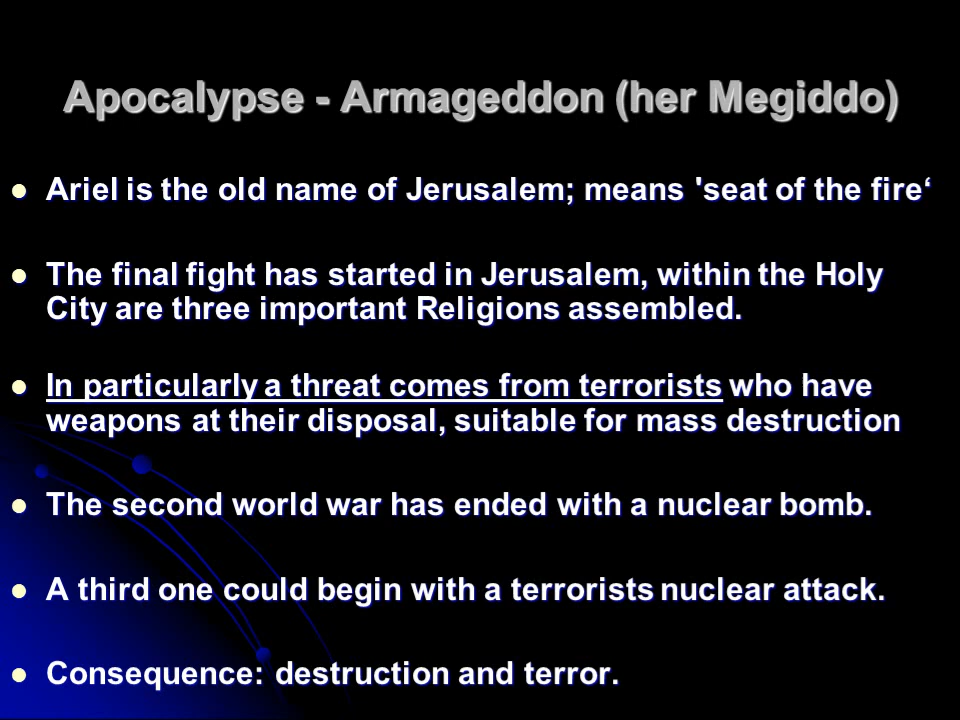 Apocalypse - Armageddon (her Megiddo)
Ariel is the old name of Jerusalem; means 'seat of the fire‘
The final fight has started in Jerusalem, within the Holy
City are three important Religions assembled.
In particularly a threat comes from terrorists who have
weapons at their disposal, suitable for mass destruction
The second world war has ended with a nuclear bomb.
A third one could begin with a terrorists nuclear attack.
Consequence: destruction and terror.